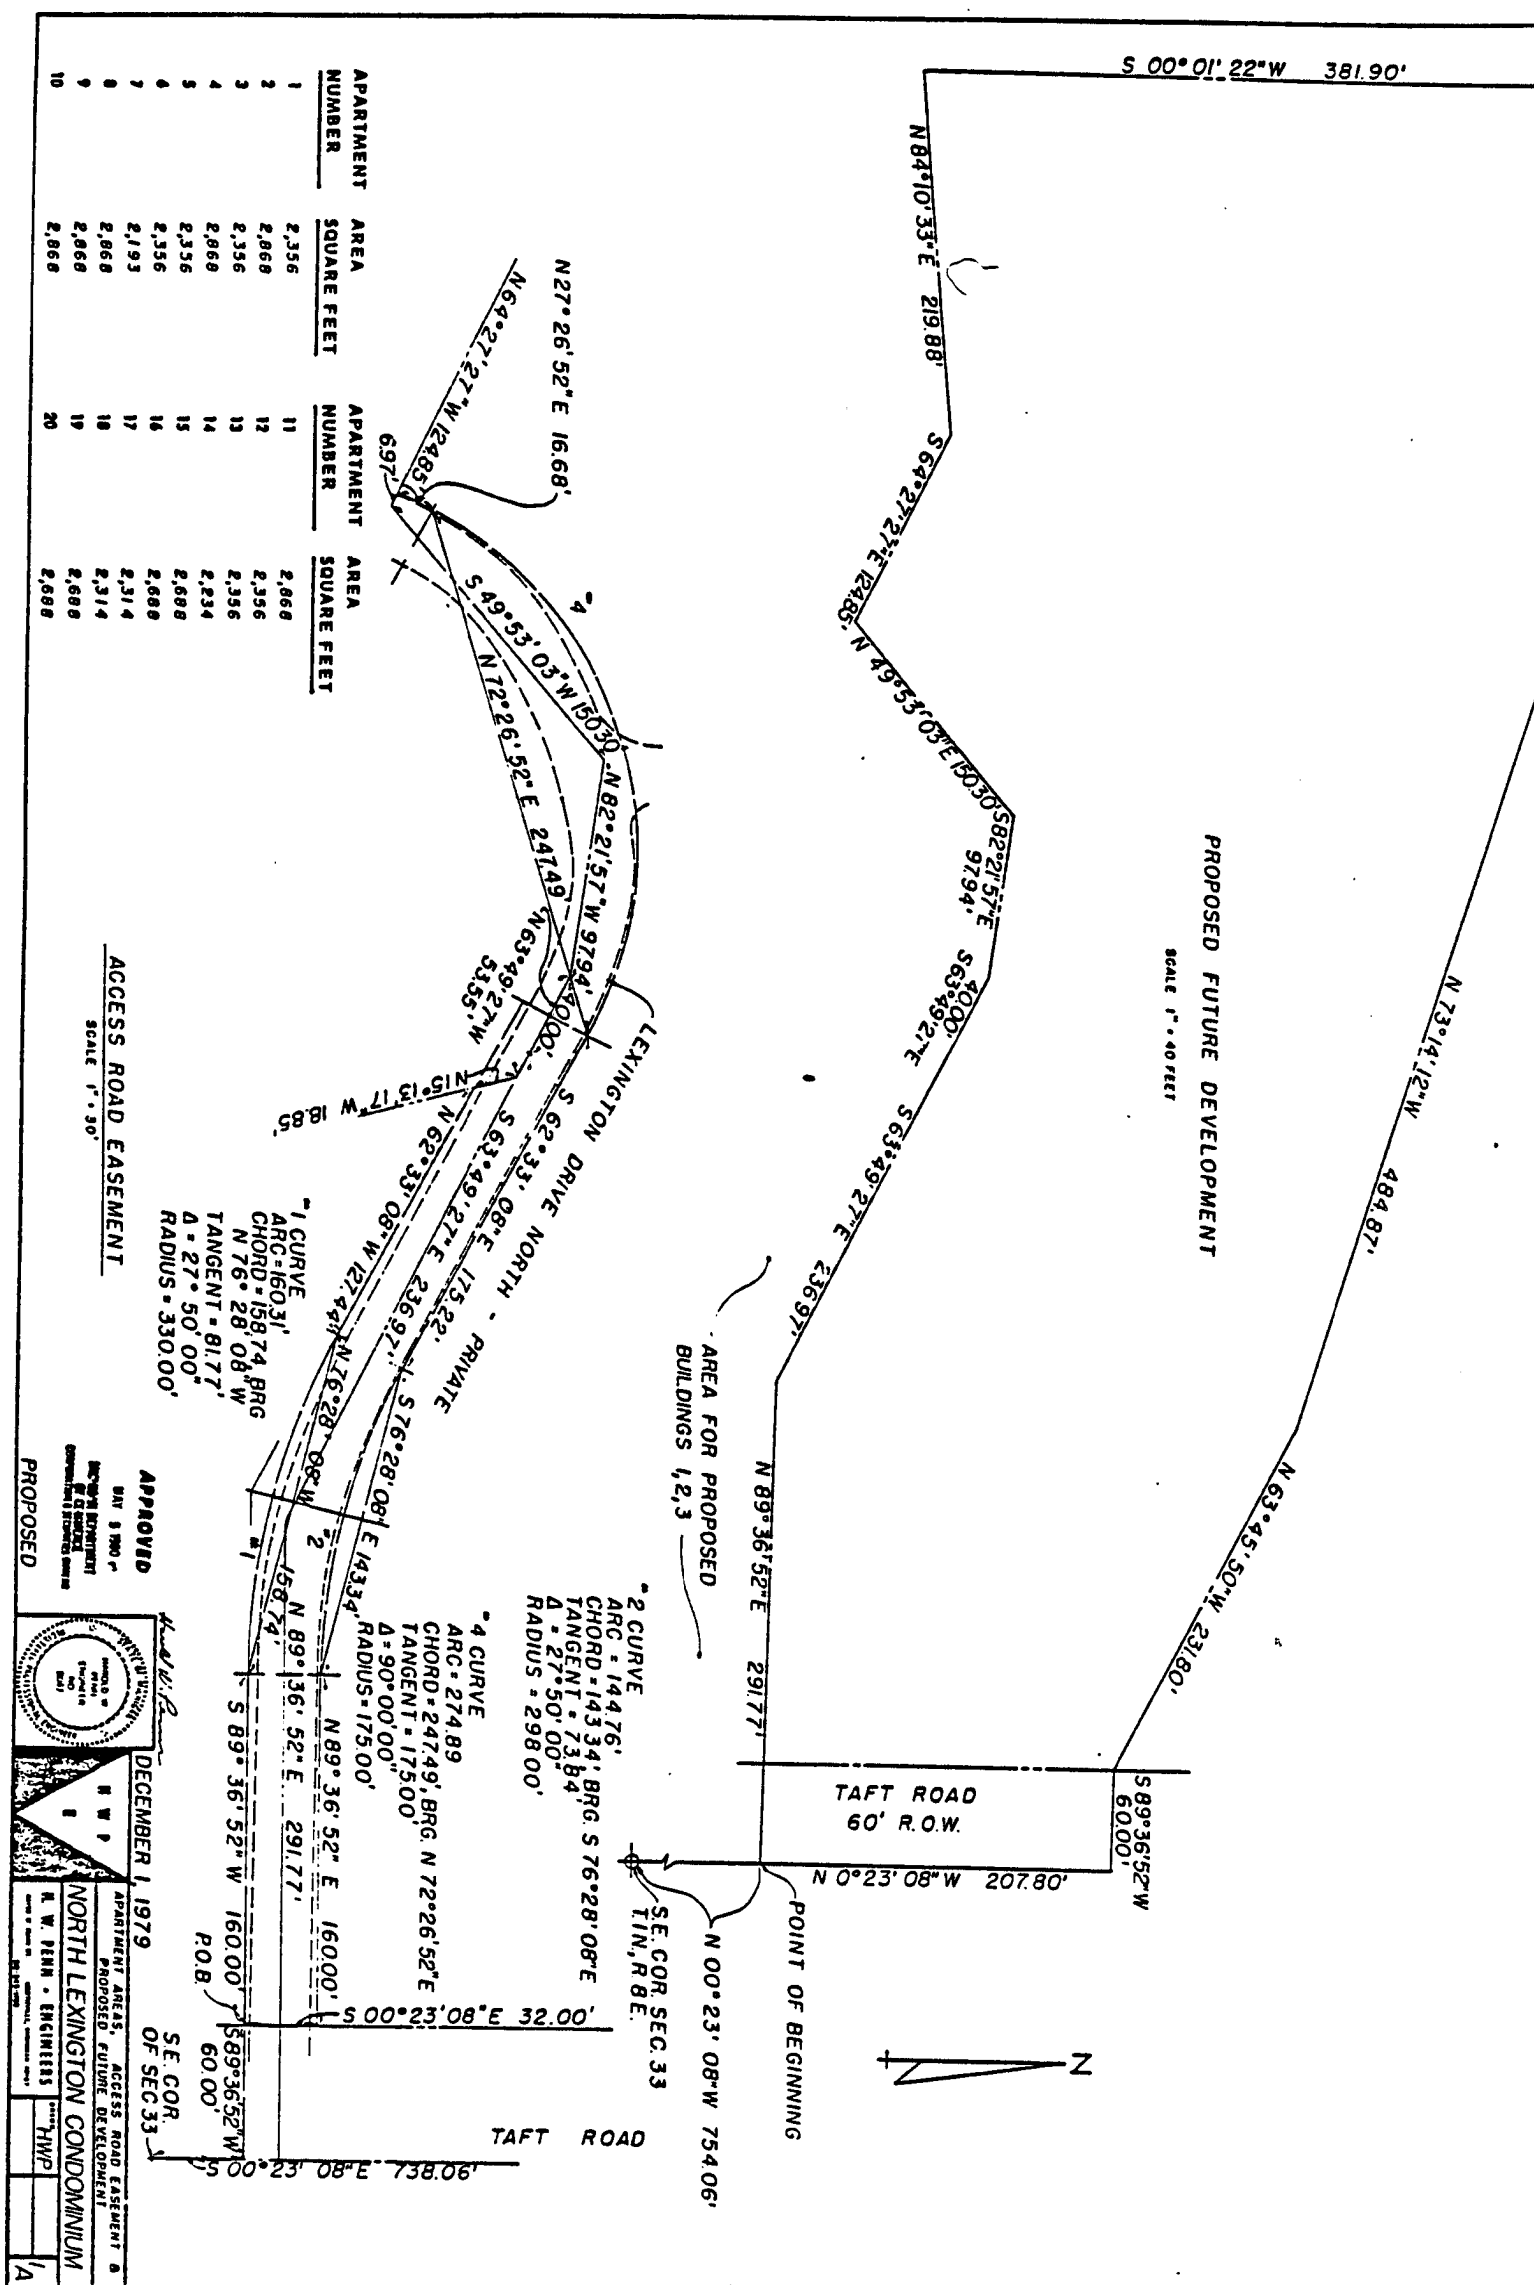 S 00° 01' 22" W 381.90'
N 84° 10' 33" E 219.88'
S 64° 27' 27" E 124.85'
N 49° 53' 03" E 150.30'
S 82° 21' 57" E
97.94'
S 63° 49' 27" E
40.00'
S 63° 49' 27" E 236.97'
N 89° 36' 52" E 291.77'
N 73° 14' 12" W 484.87'
N 63° 45' 50" W 231.80'
S 89° 36' 52" W
60.00'
N 0° 23' 08" W 207.80'
PROPOSED FUTURE DEVELOPMENT
SCALE 1" = 40 FEET
TAFT ROAD
60' R.O.W.
POINT OF BEGINNING
N 00° 23' 08" W 754.06'
S.E. COR. SEC. 33
T.1N., R.8E.
N
AREA FOR PROPOSED
BUILDINGS 1, 2, 3
N 27° 26' 52" E 16.68'
N 64° 27' 27" W 124.85'
6.97'
S 49° 53' 03" W 150.30
N 72° 26' 52" E 247.49'
N 82° 21' 57" W 97.94'
#4
N 63° 49' 27" W
53.55'
40.00'
N 15° 13' 17" W 18.85'
LEXINGTON DRIVE NORTH - PRIVATE
S 62° 33' 08" E 175.22'
S 63° 49' 27" E 236.97'
N 62° 33' 08" W 127.44'
N 76° 28' 08" W
158.74'
S 76° 28' 08" E 143.34'
#1
#2
N 89° 36' 52" E 291.77'
N 89° 36' 52" E 160.00'
S 89° 36' 52" W 160.00'
P.O.B.
S 00° 23' 08" E 32.00'
S 89° 36' 52" W
60.00'
TAFT ROAD
S 00° 23' 08" E 738.06'
S.E. COR.
OF SEC 33
#2 CURVE
ARC = 144.76'
CHORD = 143.34', BRG. S 76° 28' 08" E
TANGENT = 73.84'
Δ = 27° 50' 00"
RADIUS = 298.00'
#4 CURVE
ARC = 274.89
CHORD = 247.49', BRG. N 72° 26' 52" E
TANGENT = 175.00'
Δ = 90° 00' 00"
RADIUS = 175.00'
#1 CURVE
ARC = 160.31'
CHORD = 158.74, BRG
N 76° 28' 08" W
TANGENT = 81.77'
Δ = 27° 50' 00"
RADIUS = 330.00'
ACCESS ROAD EASEMENT
SCALE 1" = 30'
APARTMENT NUMBER AREA SQUARE FEET APARTMENT NUMBER AREA SQUARE FEET
1 2,356 11 2,868
2 2,868 12 2,356
3 2,356 13 2,356
4 2,868 14 2,234
5 2,356 15 2,688
6 2,356 16 2,688
7 2,193 17 2,314
8 2,868 18 2,314
9 2,868 19 2,688
10 2,868 20 2,688
APPROVED
PROPOSED
DECEMBER 1, 1979
H W P
E
APARTMENT AREAS, ACCESS ROAD EASEMENT &
PROPOSED FUTURE DEVELOPMENT
NORTH LEXINGTON CONDOMINIUM
H. W. PENN - ENGINEERS
HWP
1A